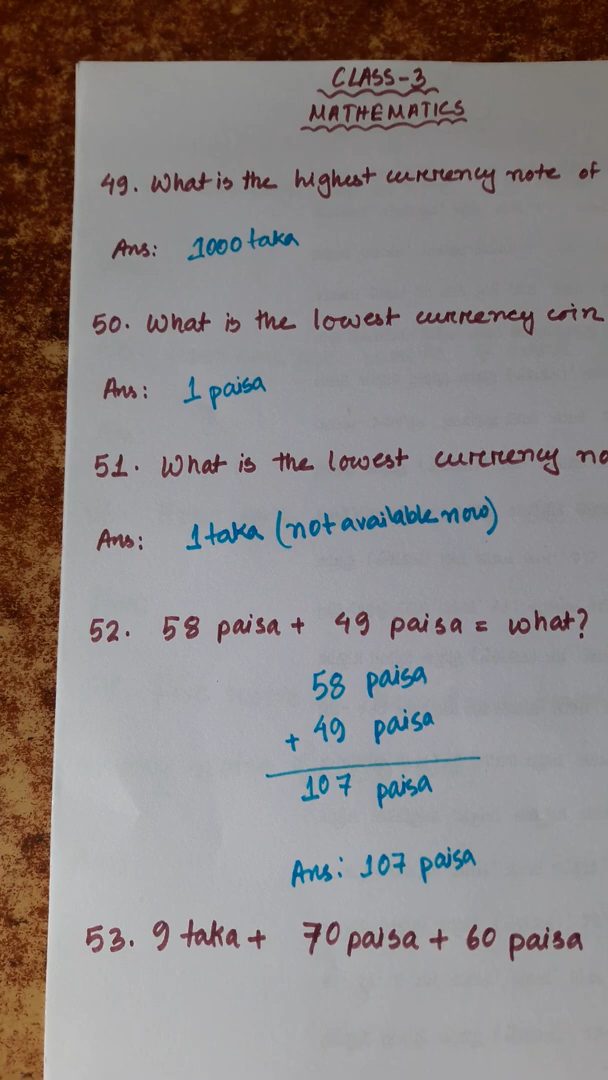 CLASS-3
MATHEMATICS
49. What is the highest currency note of
Ans: 1000 taka
50. What is the lowest currency coin
Ans: 1 paisa
51. What is the lowest currency no
Ans: 1 taka (not available now)
52. 58 paisa + 49 paisa = what?
58 paisa
+ 49 paisa
107 paisa
Ans: 107 paisa
53. 9 taka + 70 paisa + 60 paisa